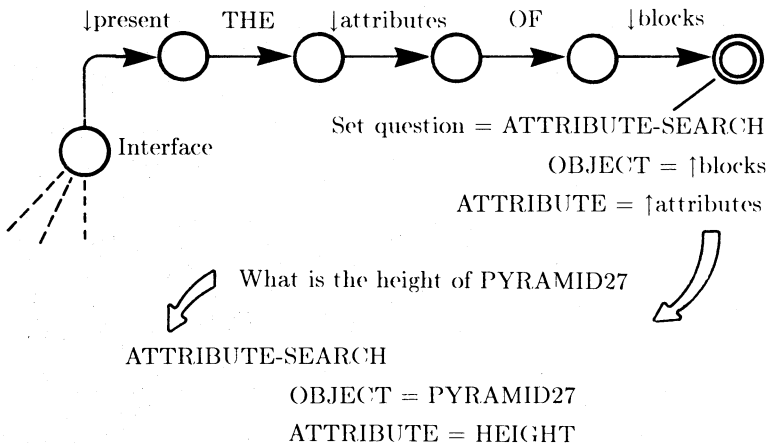 ↓present THE ↓attributes OF ↓blocks
Set question = ATTRIBUTE-SEARCH
Interface
OBJECT = ↑blocks
ATTRIBUTE = ↑attributes
What is the height of PYRAMID27
ATTRIBUTE-SEARCH
OBJECT = PYRAMID27
ATTRIBUTE = HEIGHT